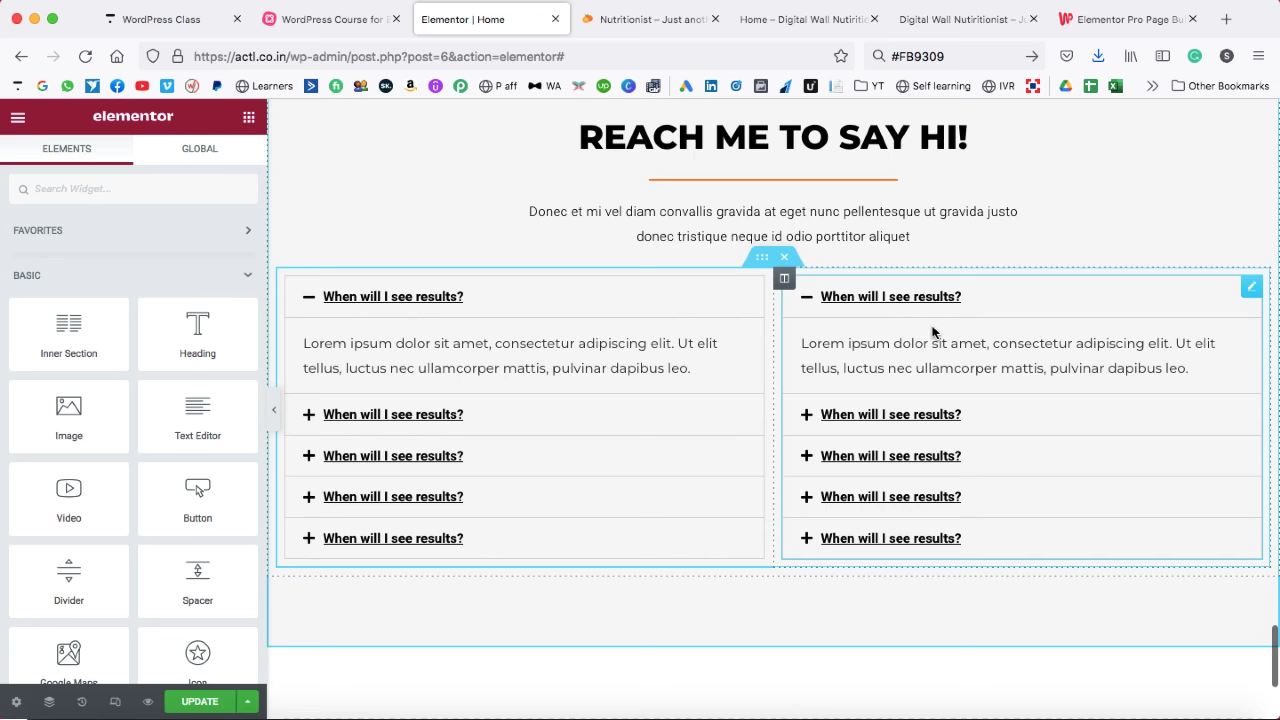 WordPress Class
WordPress Course for B
Elementor | Home
Nutritionist – Just anot
Home – Digital Wall Nutiritic
Digital Wall Nutiritionist – Ju
Elementor Pro Page Bu
https://actl.co.in/wp-admin/post.php?post=6&action=elementor#
#FB9309
S
Learners
P aff
WA
YT
Self learning
IVR
Other Bookmarks
elementor
ELEMENTS
GLOBAL
Search Widget...
FAVORITES
BASIC
Inner Section
Heading
Image
Text Editor
Video
Button
Divider
Spacer
Google Maps
Icon
UPDATE
REACH ME TO SAY HI!
Donec et mi vel diam convallis gravida at eget nunc pellentesque ut gravida justo
donec tristique neque id odio porttitor aliquet
When will I see results?
Lorem ipsum dolor sit amet, consectetur adipiscing elit. Ut elit
tellus, luctus nec ullamcorper mattis, pulvinar dapibus leo.
When will I see results?
When will I see results?
When will I see results?
When will I see results?
When will I see results?
Lorem ipsum dolor sit amet, consectetur adipiscing elit. Ut elit
tellus, luctus nec ullamcorper mattis, pulvinar dapibus leo.
When will I see results?
When will I see results?
When will I see results?
When will I see results?